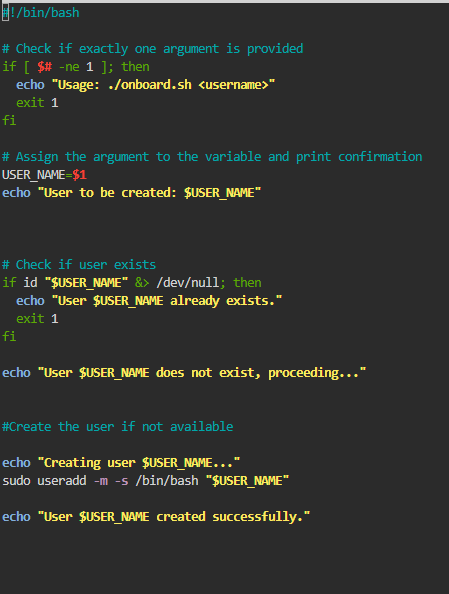 #!/bin/bash
# Check if exactly one argument is provided
if [ $# -ne 1 ]; then
  echo "Usage: ./onboard.sh <username>"
  exit 1
fi
# Assign the argument to the variable and print confirmation
USER_NAME=$1
echo "User to be created: $USER_NAME"
# Check if user exists
if id "$USER_NAME" &> /dev/null; then
  echo "User $USER_NAME already exists."
  exit 1
fi
echo "User $USER_NAME does not exist, proceeding..."
#Create the user if not available
echo "Creating user $USER_NAME..."
sudo useradd -m -s /bin/bash "$USER_NAME"
echo "User $USER_NAME created successfully."